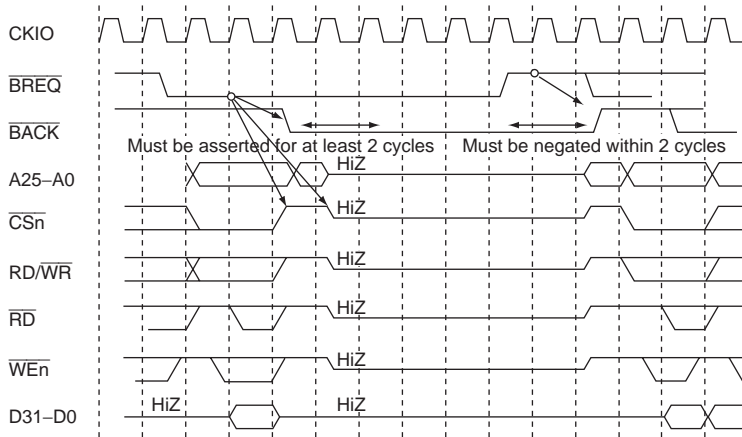 CKIO
BREQ
BACK
Must be asserted for at least 2 cycles Must be negated within 2 cycles
A25–A0 HiZ
CSn HiZ
RD/WR HiZ
RD HiZ
WEn HiZ
D31–D0 HiZ HiZ